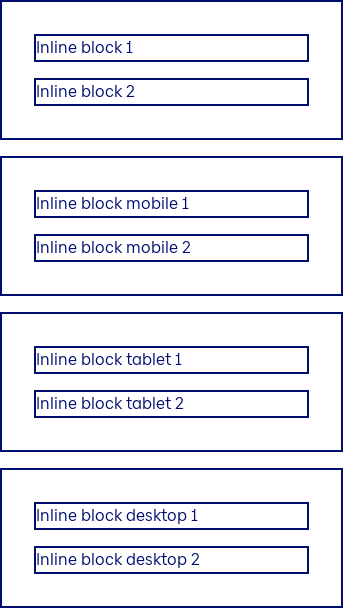 Inline block 1
Inline block 2
Inline block mobile 1
Inline block mobile 2
Inline block tablet 1
Inline block tablet 2
Inline block desktop 1
Inline block desktop 2